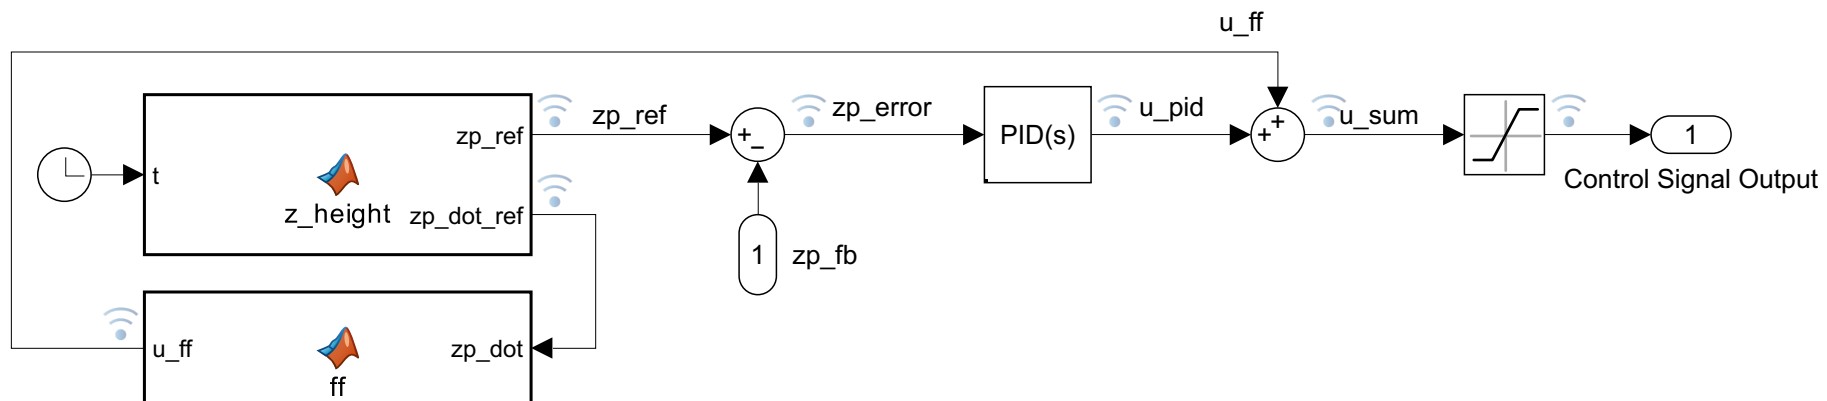 u_ff
zp_ref
zp_ref
zp_error
u_pid
u_sum
+
−
PID(s)
+
+
1
t
z_height
zp_dot_ref
Control Signal Output
1
zp_fb
u_ff
zp_dot
ff